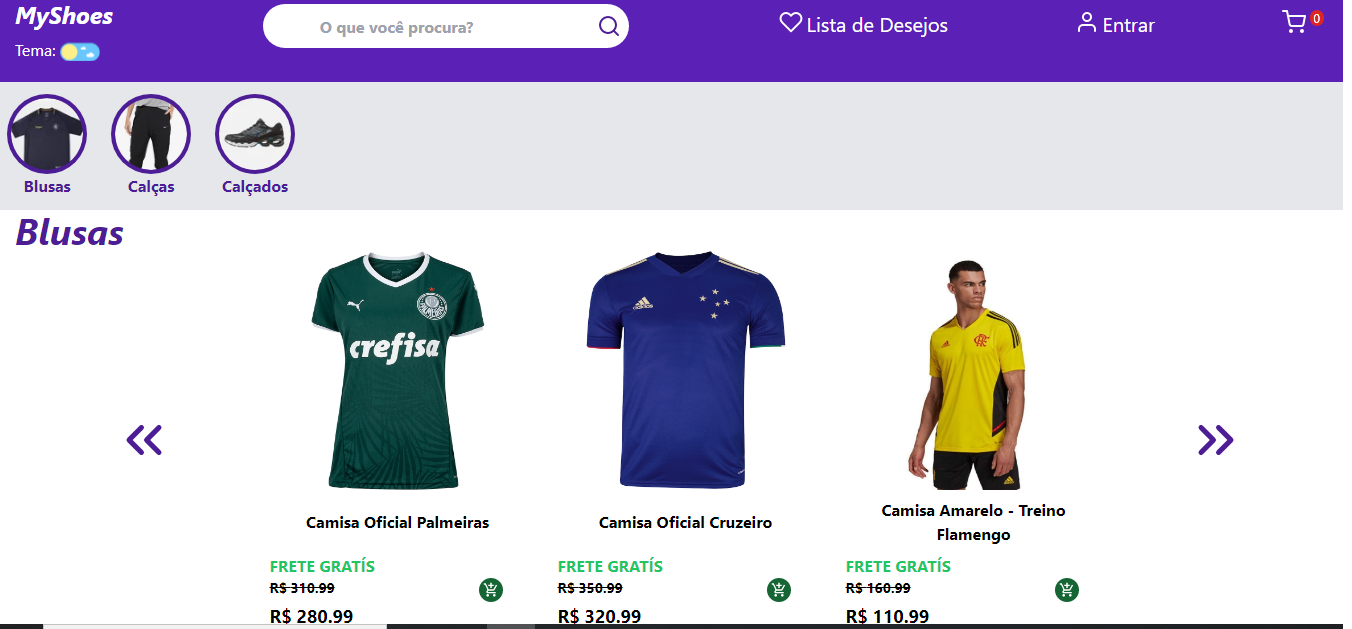 MyShoes
O que você procura?
Lista de Desejos
Entrar
0
Tema:
Blusas
Calças
Calçados
Blusas
crefisa
adidas
Camisa Oficial Palmeiras
Camisa Oficial Cruzeiro
Camisa Amarelo - Treino
Flamengo
FRETE GRATÍS
R$ 310.99
R$ 280.99
FRETE GRATÍS
R$ 350.99
R$ 320.99
FRETE GRATÍS
R$ 160.99
R$ 110.99